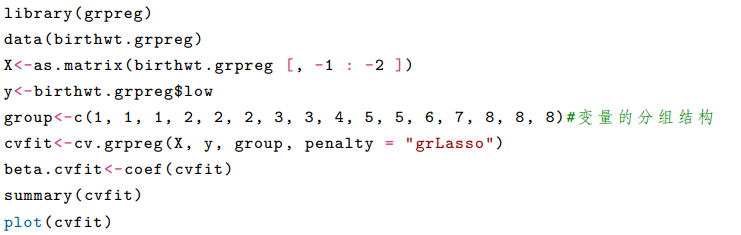 library(grpreg)
data(birthwt.grpreg)
X<-as.matrix(birthwt.grpreg [, -1 : -2 ])
y<-birthwt.grpreg$low
group<-c(1, 1, 1, 2, 2, 2, 3, 3, 4, 5, 5, 6, 7, 8, 8, 8)#变量的分组结构
cvfit<-cv.grpreg(X, y, group, penalty = "grLasso")
beta.cvfit<-coef(cvfit)
summary(cvfit)
plot(cvfit)